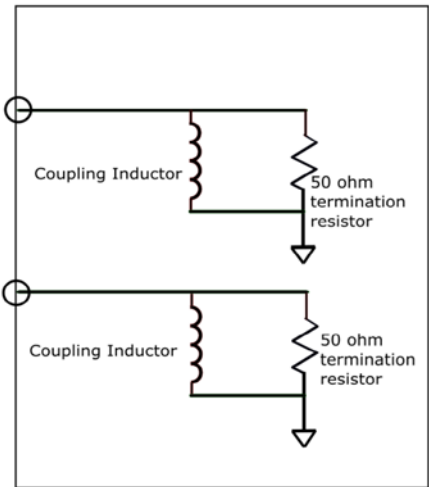 Coupling Inductor
50 ohm
termination
resistor
Coupling Inductor
50 ohm
termination
resistor